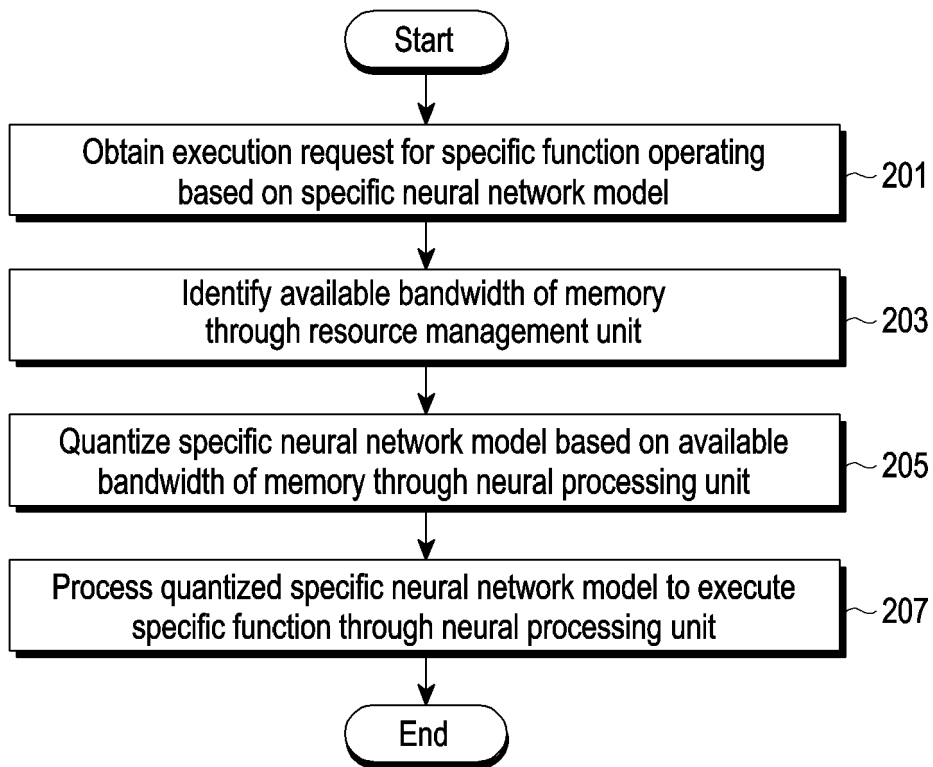 Start
Obtain execution request for specific function operating
based on specific neural network model
201
Identify available bandwidth of memory
through resource management unit
203
Quantize specific neural network model based on available
bandwidth of memory through neural processing unit
205
Process quantized specific neural network model to execute
specific function through neural processing unit
207
End